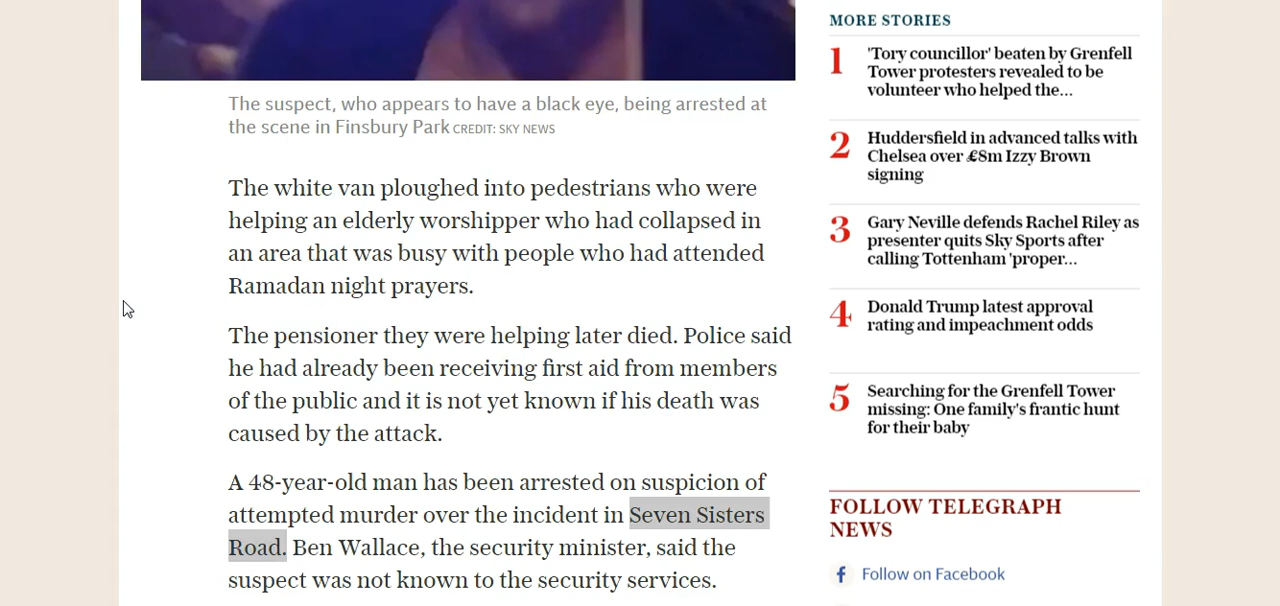 The suspect, who appears to have a black eye, being arrested at
the scene in Finsbury Park CREDIT: SKY NEWS
The white van ploughed into pedestrians who were
helping an elderly worshipper who had collapsed in
an area that was busy with people who had attended
Ramadan night prayers.
The pensioner they were helping later died. Police said
he had already been receiving first aid from members
of the public and it is not yet known if his death was
caused by the attack.
A 48-year-old man has been arrested on suspicion of
attempted murder over the incident in Seven Sisters
Road. Ben Wallace, the security minister, said the
suspect was not known to the security services.
MORE STORIES
1 'Tory councillor' beaten by Grenfell
Tower protesters revealed to be
volunteer who helped the...
2 Huddersfield in advanced talks with
Chelsea over £8m Izzy Brown
signing
3 Gary Neville defends Rachel Riley as
presenter quits Sky Sports after
calling Tottenham 'proper...
4 Donald Trump latest approval
rating and impeachment odds
5 Searching for the Grenfell Tower
missing: One family's frantic hunt
for their baby
FOLLOW TELEGRAPH
NEWS
Follow on Facebook